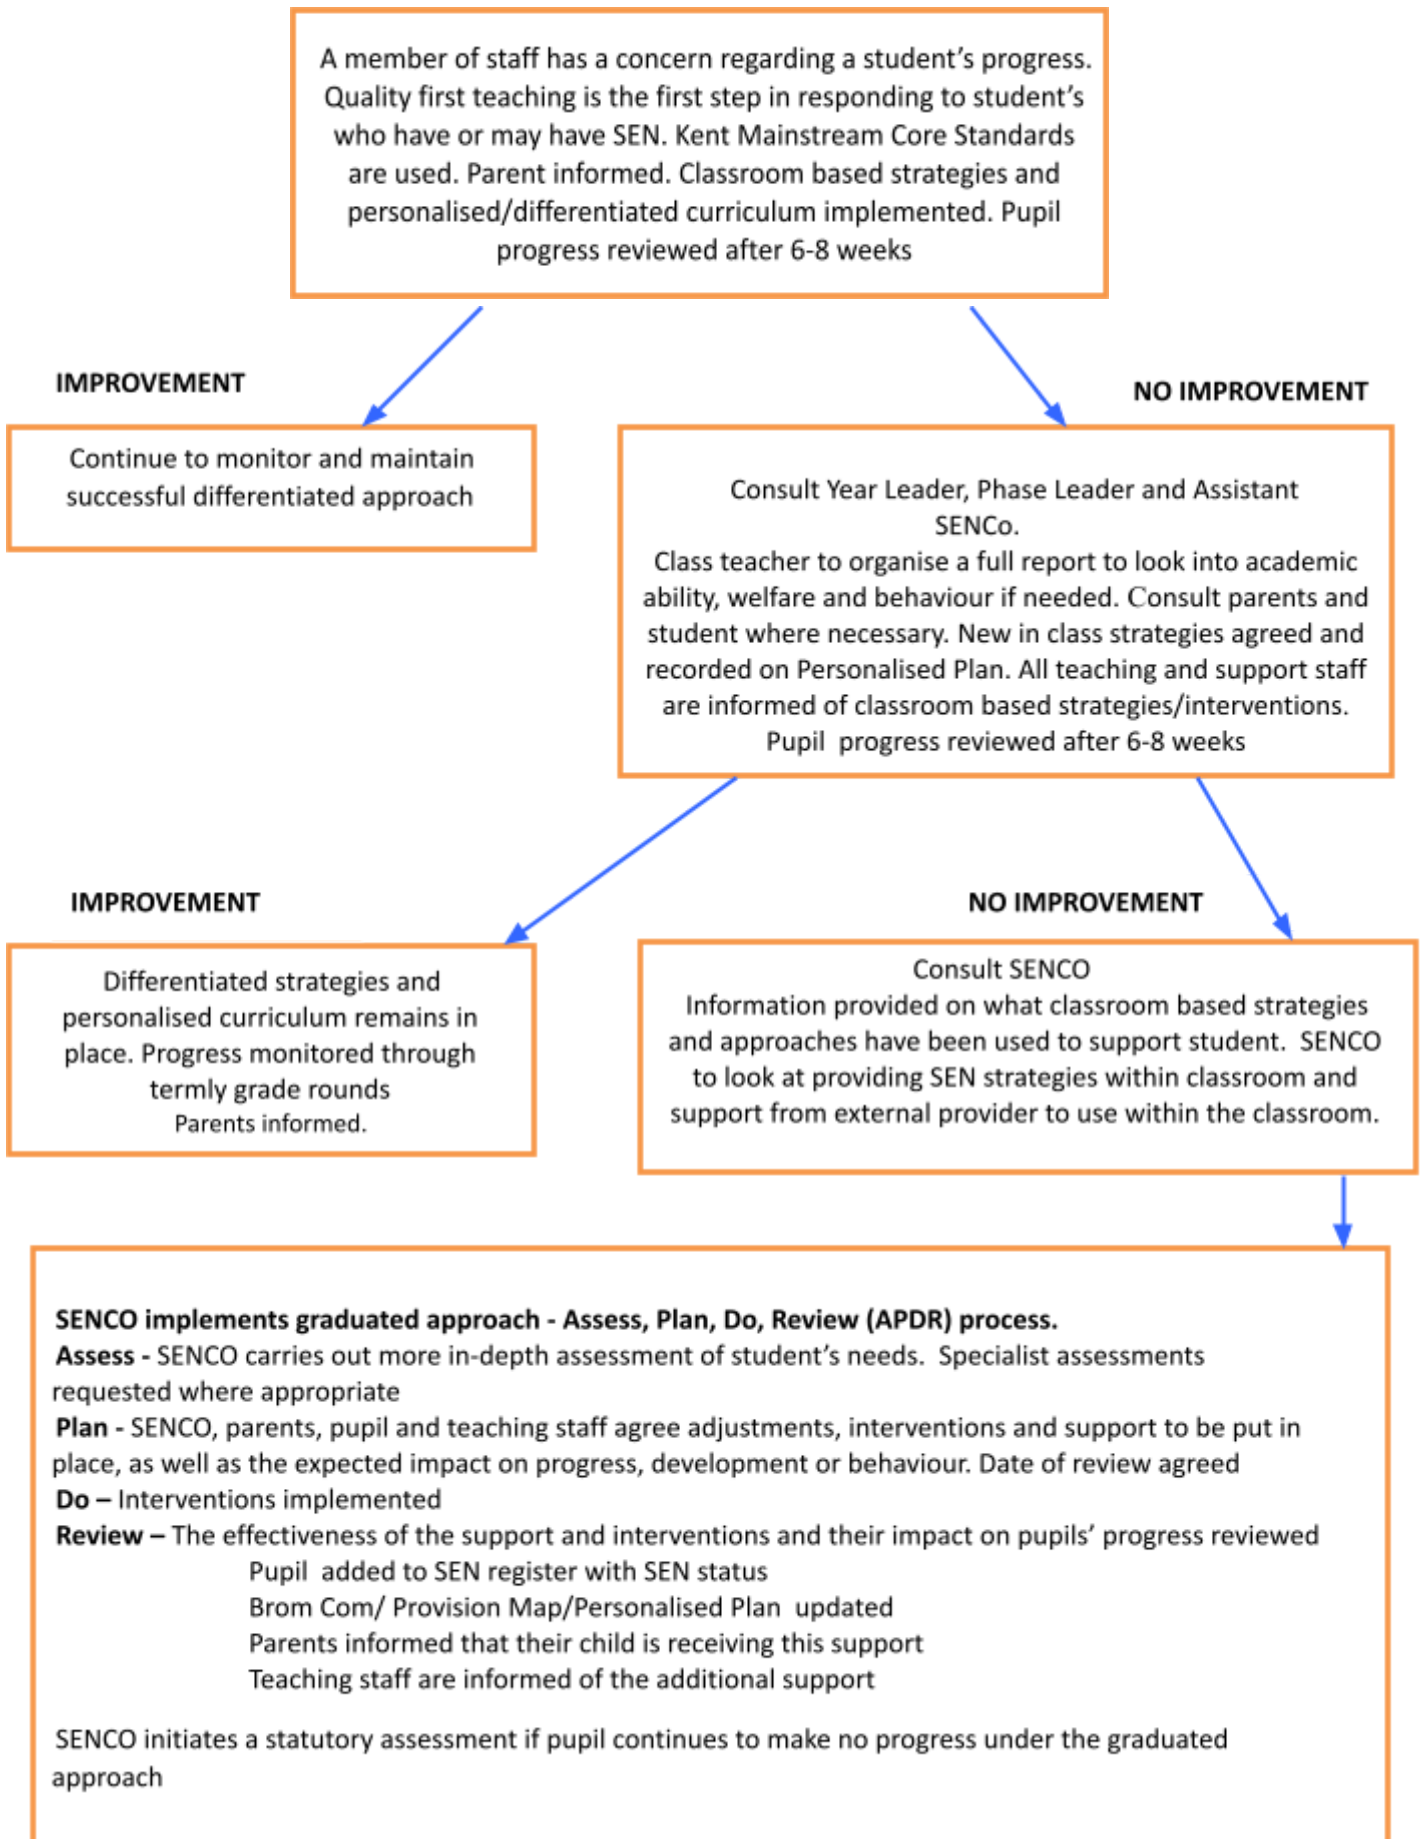 A member of staff has a concern regarding a student’s progress.
Quality first teaching is the first step in responding to student’s
who have or may have SEN. Kent Mainstream Core Standards
are used. Parent informed. Classroom based strategies and
personalised/differentiated curriculum implemented. Pupil
progress reviewed after 6-8 weeks
IMPROVEMENT
NO IMPROVEMENT
Continue to monitor and maintain
successful differentiated approach
Consult Year Leader, Phase Leader and Assistant
SENCo.
Class teacher to organise a full report to look into academic
ability, welfare and behaviour if needed. Consult parents and
student where necessary. New in class strategies agreed and
recorded on Personalised Plan. All teaching and support staff
are informed of classroom based strategies/interventions.
Pupil progress reviewed after 6-8 weeks
IMPROVEMENT
NO IMPROVEMENT
Differentiated strategies and
personalised curriculum remains in
place. Progress monitored through
termly grade rounds
Parents informed.
Consult SENCO
Information provided on what classroom based strategies
and approaches have been used to support student. SENCO
to look at providing SEN strategies within classroom and
support from external provider to use within the classroom.
SENCO implements graduated approach - Assess, Plan, Do, Review (APDR) process.
Assess - SENCO carries out more in-depth assessment of student’s needs. Specialist assessments
requested where appropriate
Plan - SENCO, parents, pupil and teaching staff agree adjustments, interventions and support to be put in
place, as well as the expected impact on progress, development or behaviour. Date of review agreed
Do – Interventions implemented
Review – The effectiveness of the support and interventions and their impact on pupils’ progress reviewed
Pupil added to SEN register with SEN status
Brom Com/ Provision Map/Personalised Plan updated
Parents informed that their child is receiving this support
Teaching staff are informed of the additional support
SENCO initiates a statutory assessment if pupil continues to make no progress under the graduated
approach